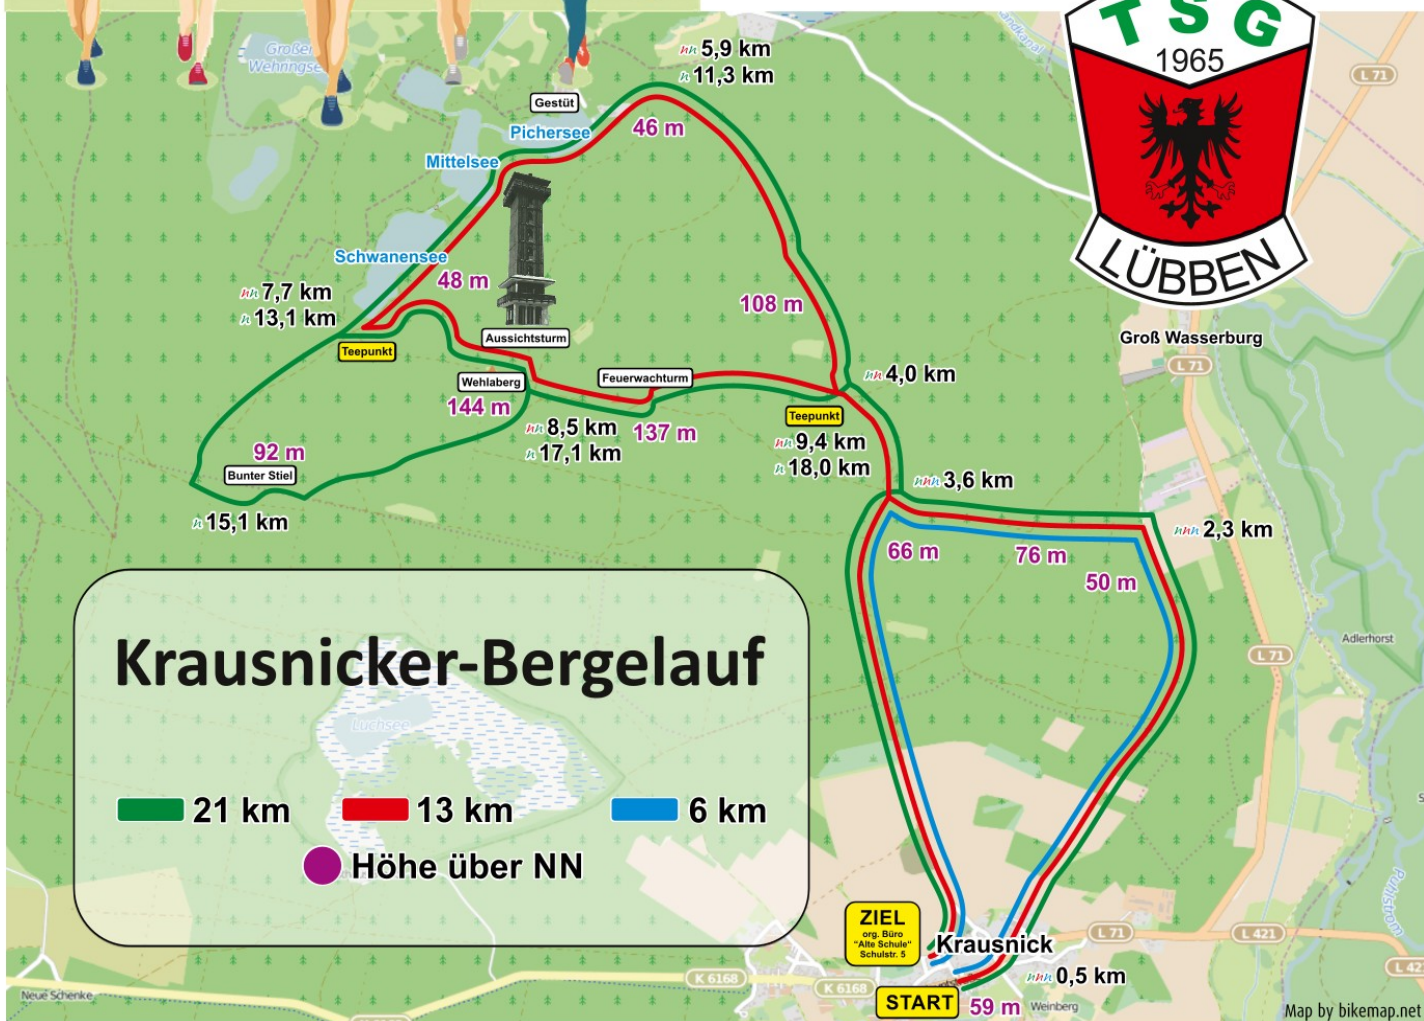 TSG
1965
LÜBBEN
L 71
5,9 km
11,3 km
Gestüt
Pichersee
46 m
Mittelsee
Schwanensee
7,7 km
48 m
13,1 km
108 m
Aussichtsturm
Teepunkt
Groß Wasserburg
L 71
Wehlaberg
Feuerwachturm
4,0 km
144 m
Teepunkt
8,5 km
137 m
9,4 km
17,1 km
18,0 km
92 m
Bunter Stiel
3,6 km
15,1 km
2,3 km
66 m
76 m
50 m
Adlerhorst
L 71
Krausnicker-Bergelauf
Luchsee
21 km
13 km
6 km
Höhe über NN
ZIEL
org. Büro
"Alte Schule"
Schulstr. 5
Krausnick
L 71
L 421
0,5 km
K 6168
K 6168
START
59 m
Weinberg
Neue Schenke
Map by bikemap.net